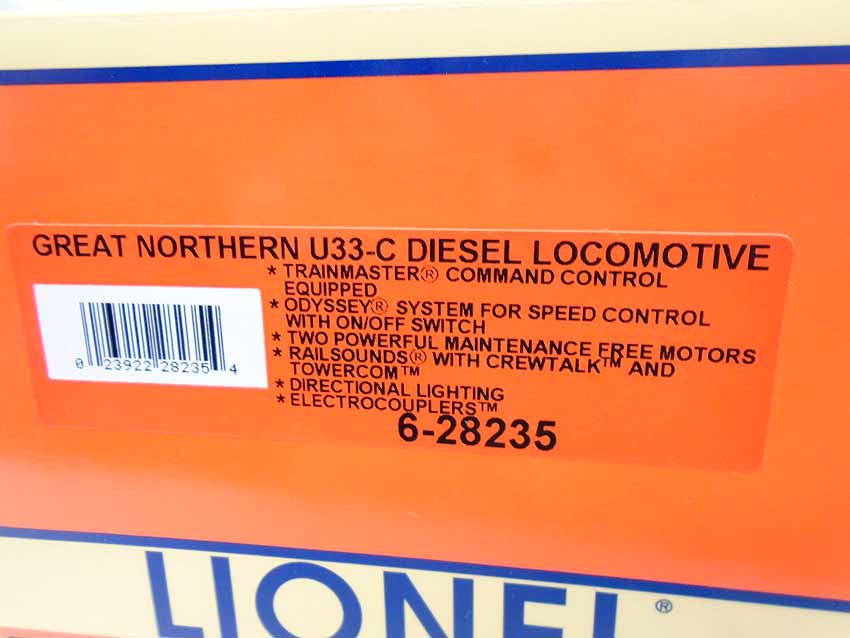 GREAT NORTHERN U33-C DIESEL LOCOMOTIVE
* TRAINMASTER® COMMAND CONTROL
EQUIPPED
* ODYSSEY® SYSTEM FOR SPEED CONTROL
WITH ON/OFF SWITCH
* TWO POWERFUL MAINTENANCE FREE MOTORS
* RAILSOUNDS® WITH CREWTALK™ AND
TOWERCOM™
* DIRECTIONAL LIGHTING
* ELECTROCOUPLERS™
6-28235
0 23922 28235 4
LIONEL ®